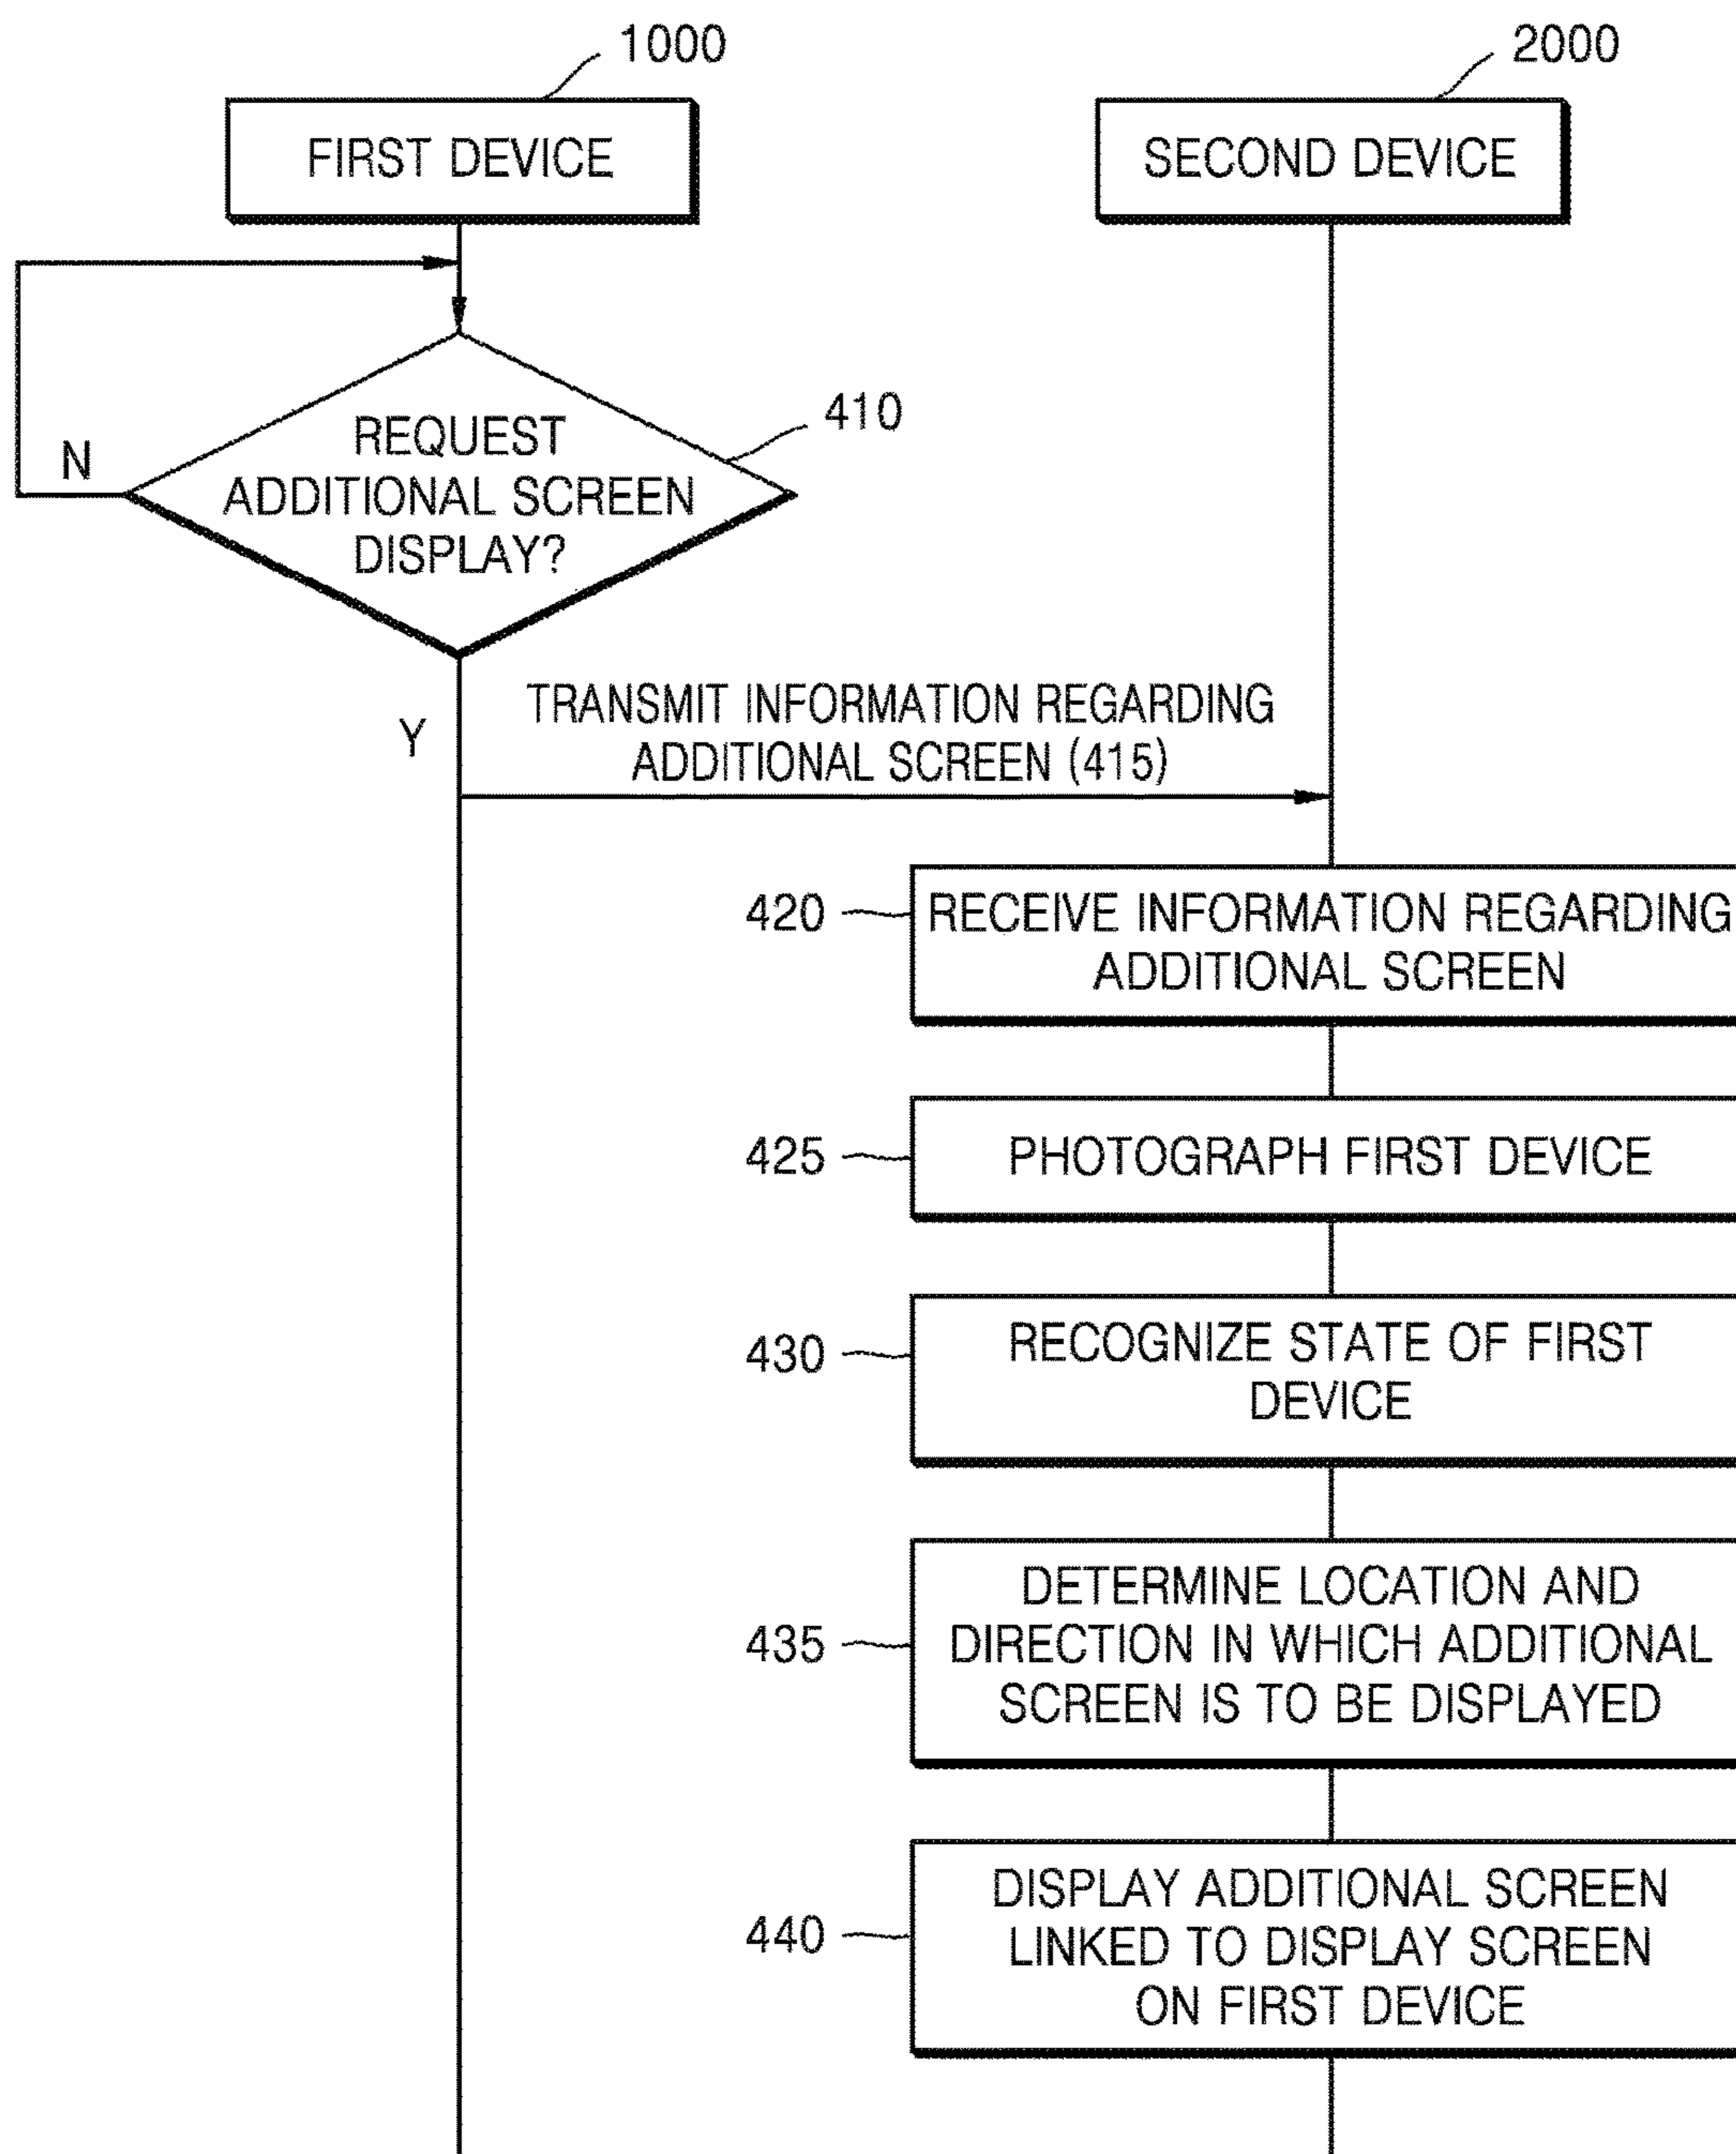 1000
2000
FIRST DEVICE
SECOND DEVICE
410
REQUEST
ADDITIONAL SCREEN
DISPLAY?
N
Y
TRANSMIT INFORMATION REGARDING
ADDITIONAL SCREEN (415)
420
RECEIVE INFORMATION REGARDING
ADDITIONAL SCREEN
425
PHOTOGRAPH FIRST DEVICE
430
RECOGNIZE STATE OF FIRST
DEVICE
435
DETERMINE LOCATION AND
DIRECTION IN WHICH ADDITIONAL
SCREEN IS TO BE DISPLAYED
440
DISPLAY ADDITIONAL SCREEN
LINKED TO DISPLAY SCREEN
ON FIRST DEVICE